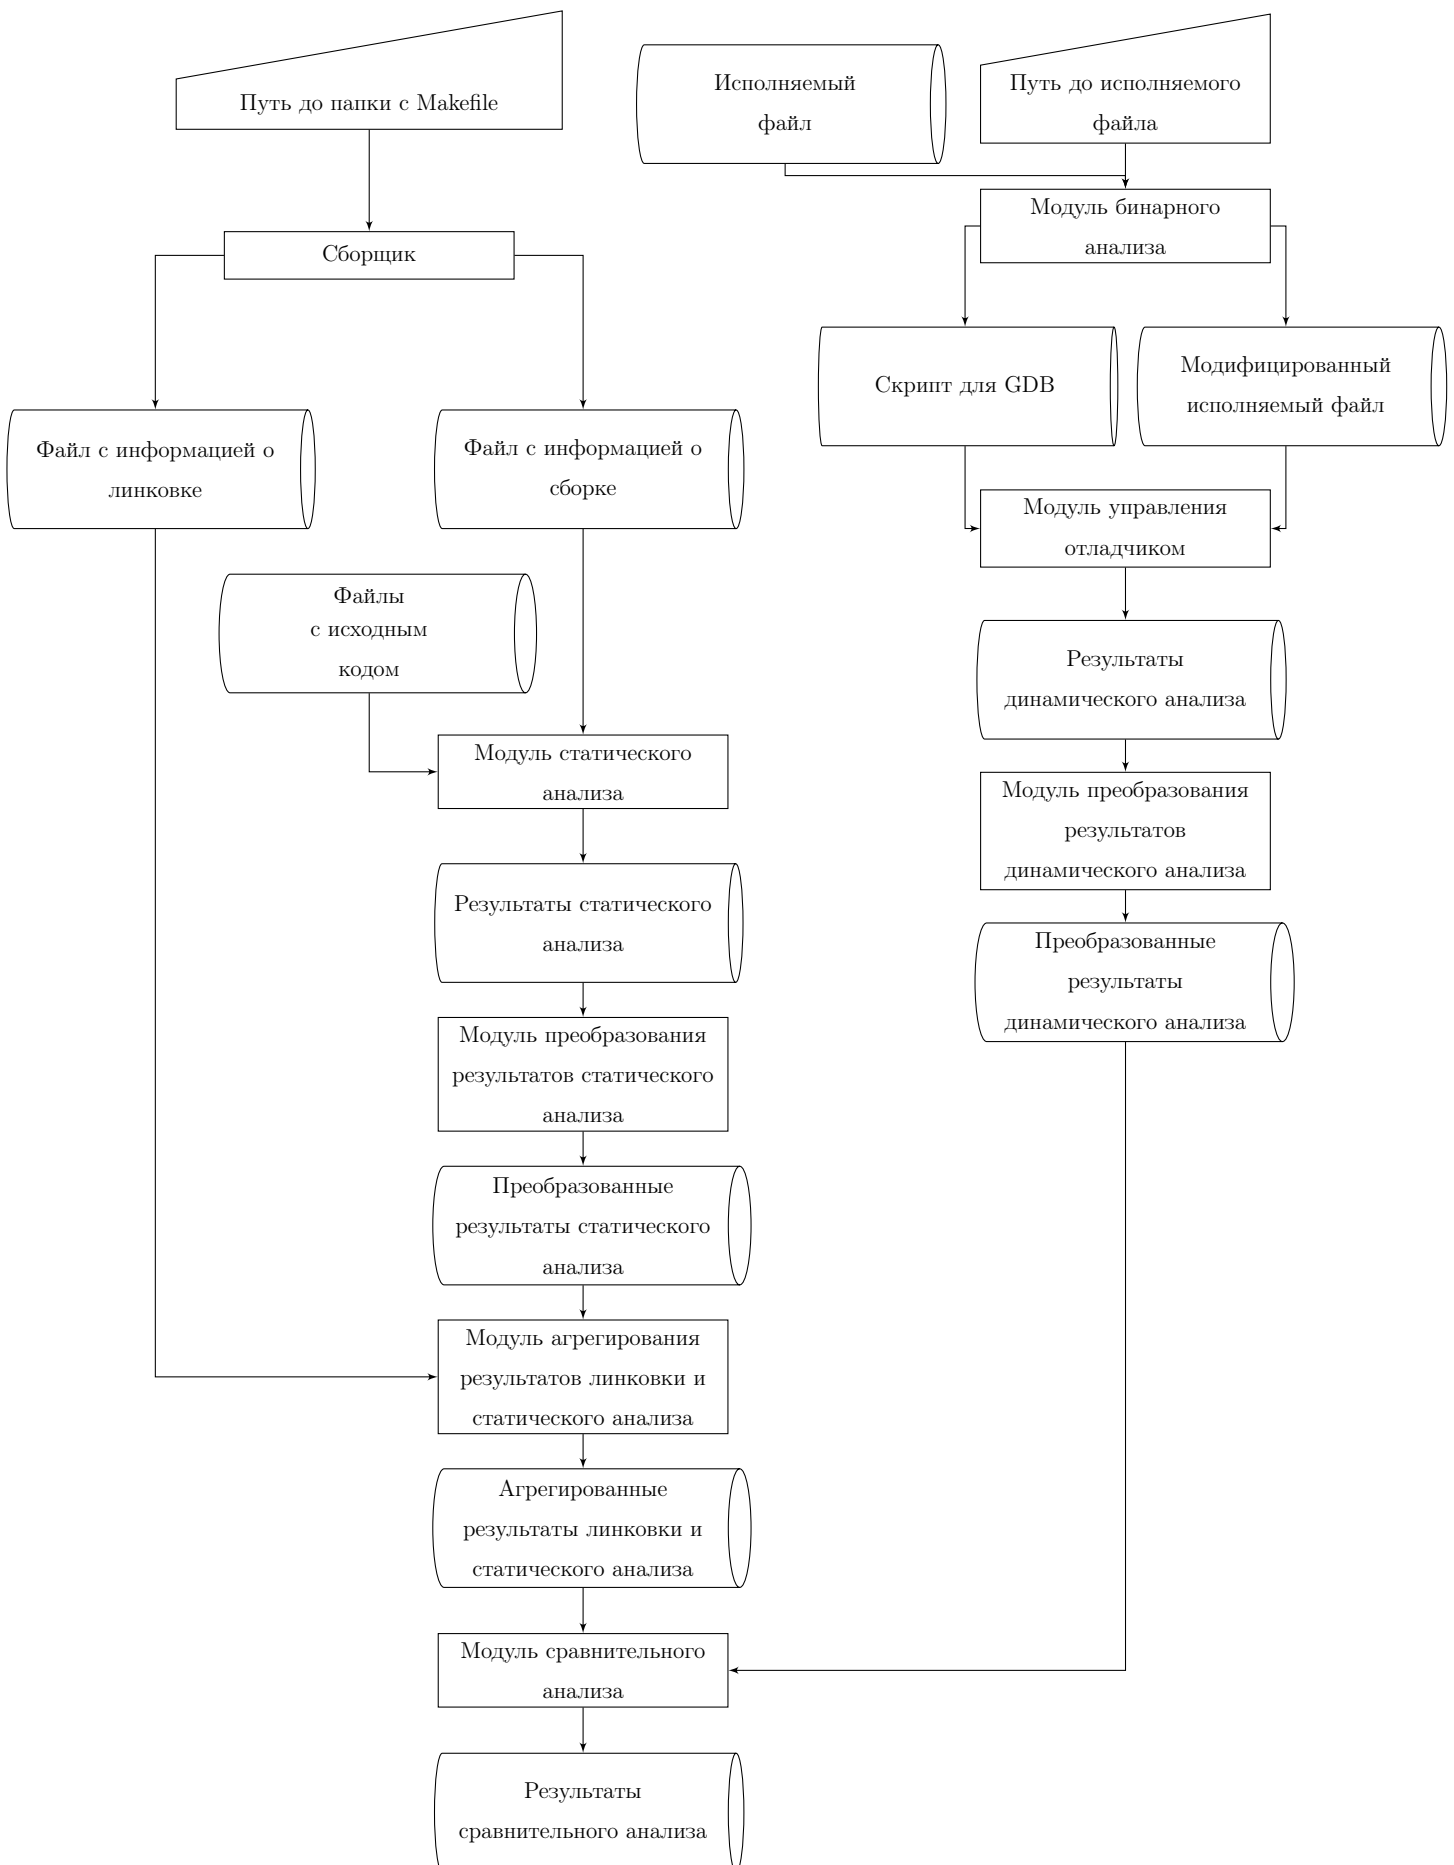 Путь до папки с Makefile
Исполняемый
файл
Путь до исполняемого
файла
Модуль бинарного
анализа
Сборщик
Скрипт для GDB
Модифицированный
исполняемый файл
Файл с информацией о
линковке
Файл с информацией о
сборке
Модуль управления
отладчиком
Файлы
с исходным
кодом
Результаты
динамического анализа
Модуль статического
анализа
Модуль преобразования
результатов
динамического анализа
Результаты статического
анализа
Преобразованные
результаты
динамического анализа
Модуль преобразования
результатов статического
анализа
Преобразованные
результаты статического
анализа
Модуль агрегирования
результатов линковки и
статического анализа
Агрегированные
результаты линковки и
статического анализа
Модуль сравнительного
анализа
Результаты
сравнительного анализа